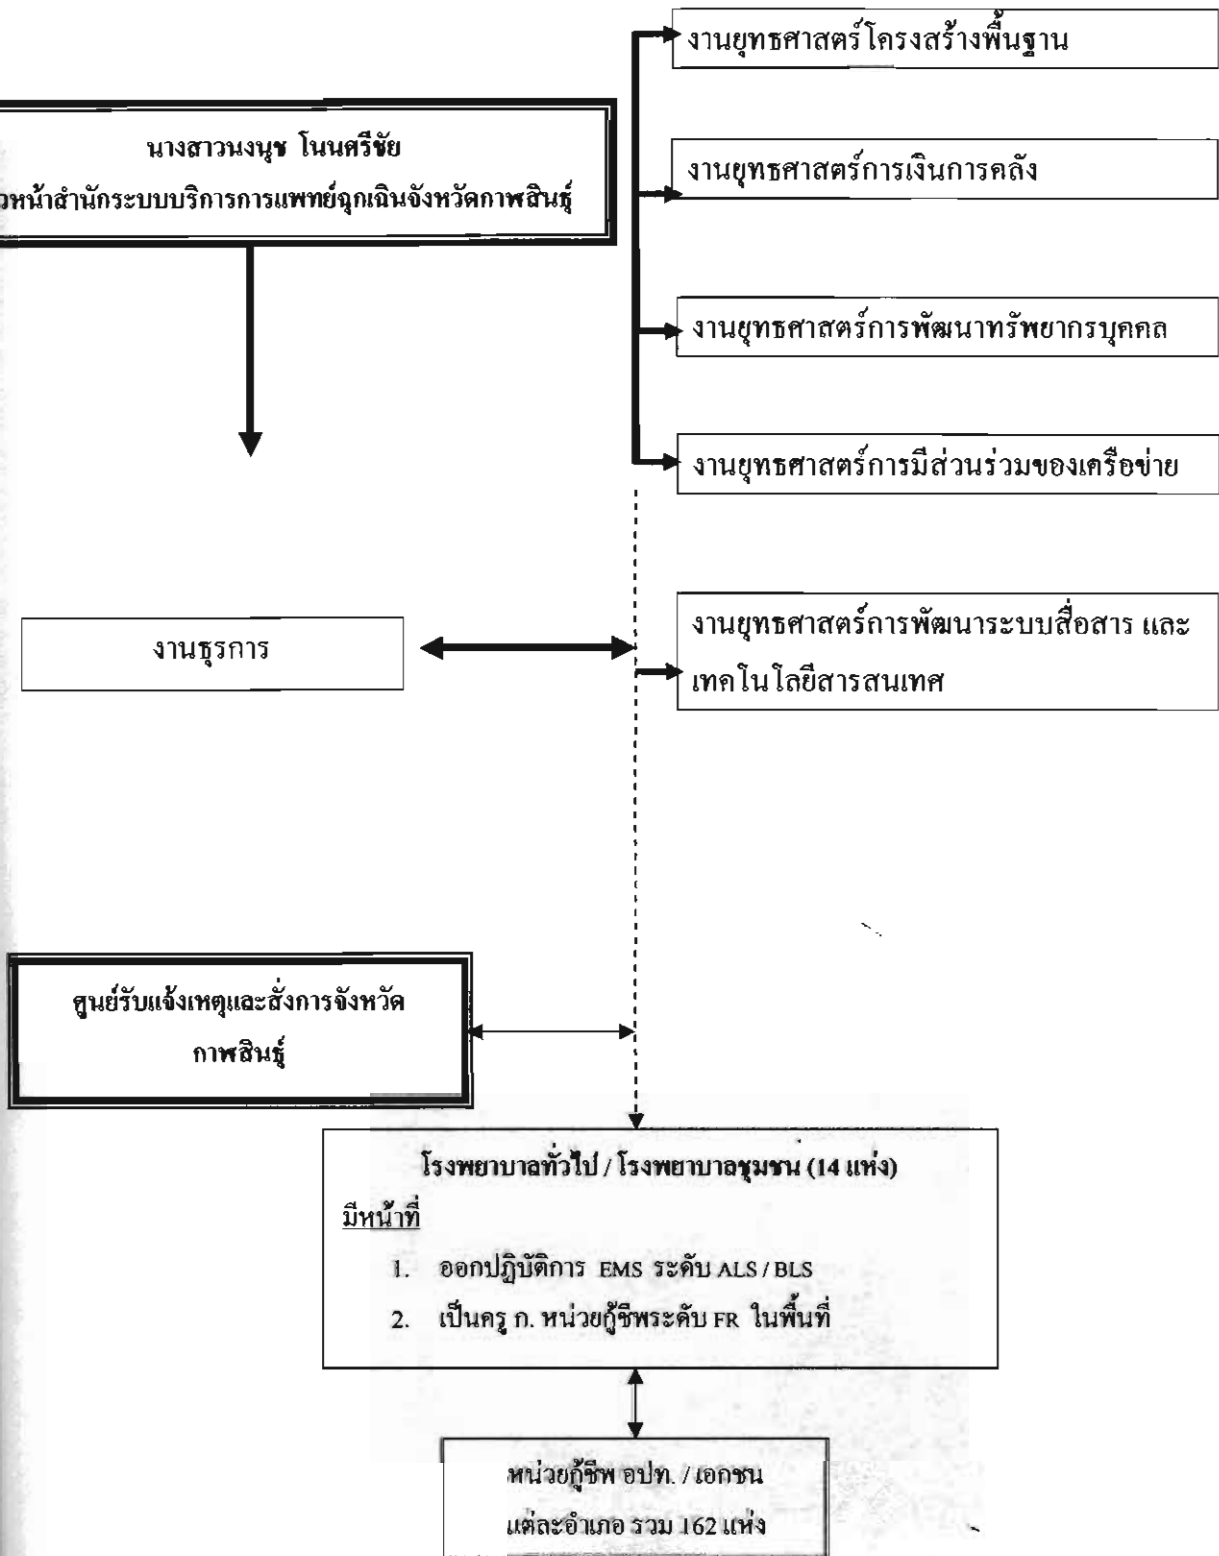 งานยุทธศาสตร์โครงสร้างพื้นฐาน
นางสาวนงนุช โนนศรีชัย
วหน้าสำนักระบบบริการการแพทย์ฉุกเฉินจังหวัดกาฬสินธุ์
งานยุทธศาสตร์การเงินการคลัง
งานยุทธศาสตร์การพัฒนาทรัพยากรบุคคล
งานยุทธศาสตร์การมีส่วนร่วมของเครือข่าย
งานธุรการ
งานยุทธศาสตร์การพัฒนาระบบสื่อสาร และ
เทคโนโลยีสารสนเทศ
ศูนย์รับแจ้งเหตุและสั่งการจังหวัด
กาฬสินธุ์
โรงพยาบาลทั่วไป / โรงพยาบาลชุมชน (14 แห่ง)
มีหน้าที่
1. ออกปฏิบัติการ EMS ระดับ ALS / BLS
2. เป็นครู ก. หน่วยกู้ชีพระดับ FR ในพื้นที่
หน่วยกู้ชีพ อปท. / เอกชน
แต่ละอำเภอ รวม 162 แห่ง